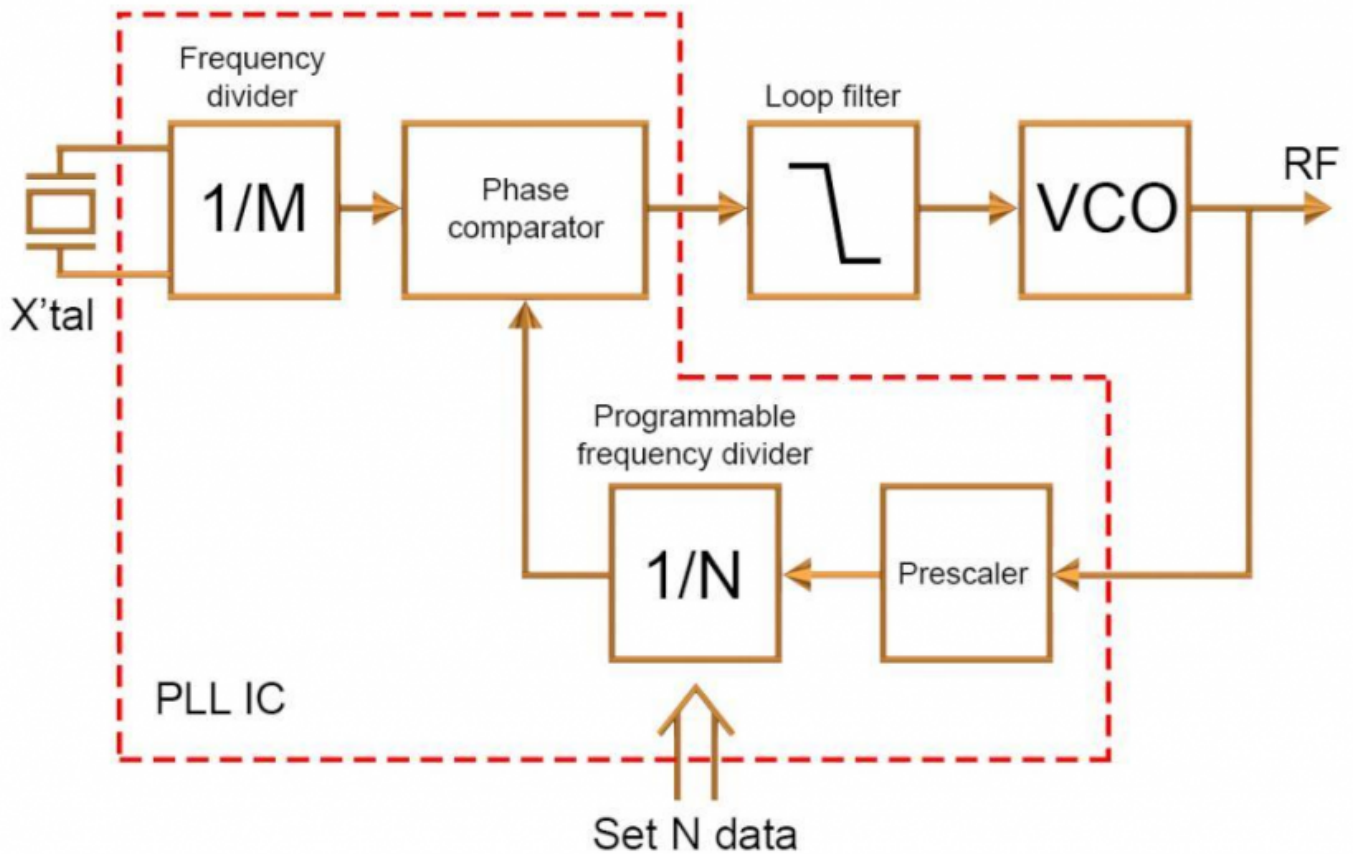 Frequency
divider
1/M
X’tal
Phase
comparator
Loop filter
VCO
RF
Programmable
frequency divider
1/N
Prescaler
PLL IC
Set N data